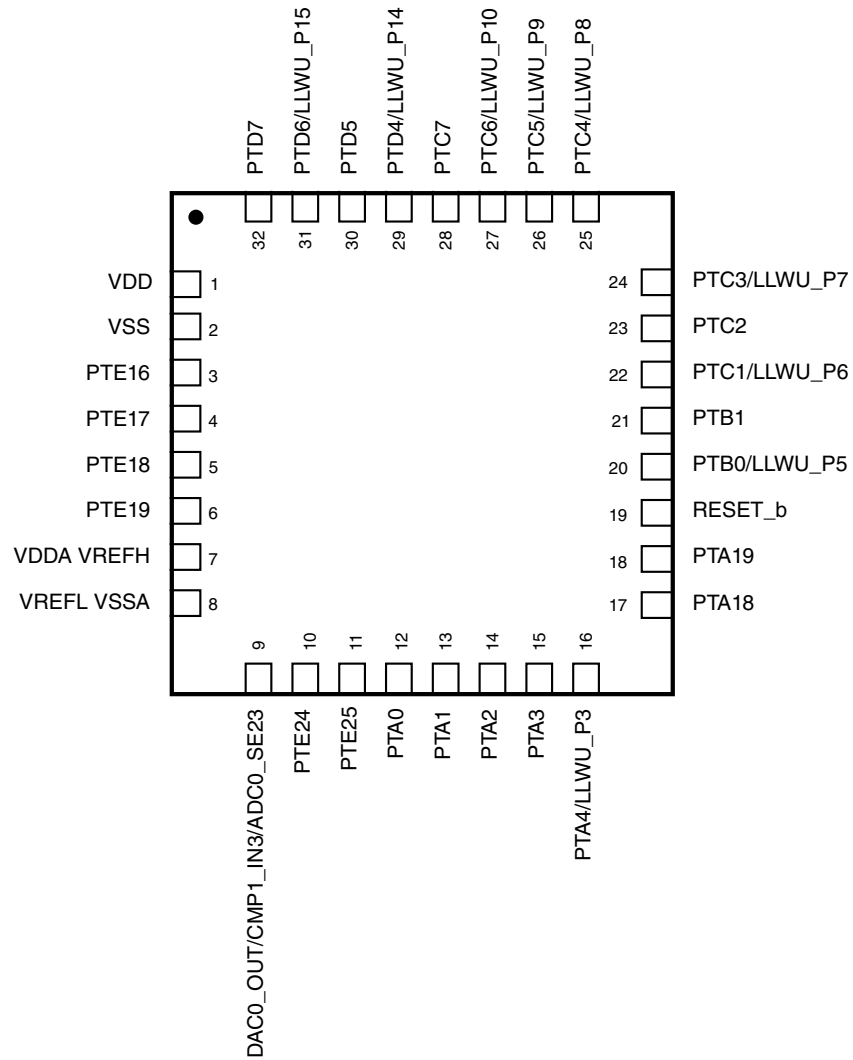 PTD7
PTD6/LLWU_P15
PTD5
PTD4/LLWU_P14
PTC7
PTC6/LLWU_P10
PTC5/LLWU_P9
PTC4/LLWU_P8
32
31
30
29
28
27
26
25
VDD
1
24
PTC3/LLWU_P7
VSS
2
23
PTC2
PTE16
3
22
PTC1/LLWU_P6
PTE17
4
21
PTB1
PTE18
5
20
PTB0/LLWU_P5
PTE19
6
19
RESET_b
VDDA VREFH
7
18
PTA19
VREFL VSSA
8
17
PTA18
9
10
11
12
13
14
15
16
DAC0_OUT/CMP1_IN3/ADC0_SE23
PTE24
PTE25
PTA0
PTA1
PTA2
PTA3
PTA4/LLWU_P3